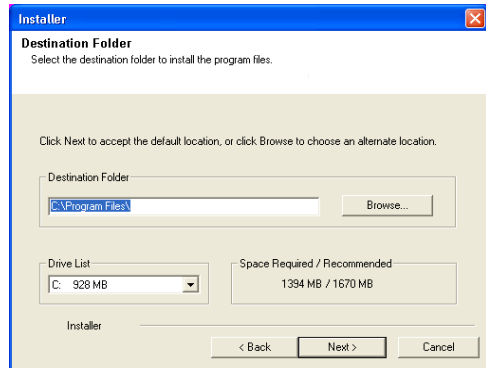 Installer
Destination Folder
Select the destination folder to install the program files.
Click Next to accept the default location, or click Browse to choose an alternate location.
Destination Folder
C:\Program Files\
Browse...
Drive List
C: 928 MB
Space Required / Recommended
1394 MB / 1670 MB
Installer
< Back
Next >
Cancel